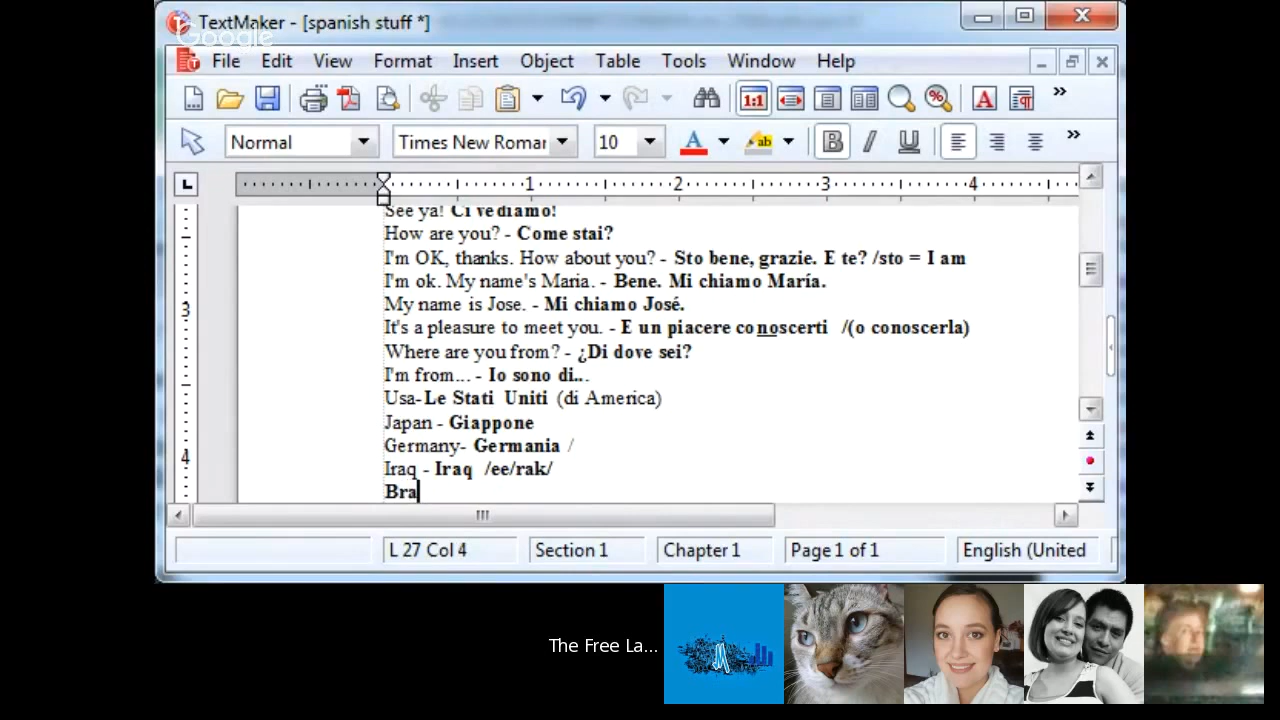 TextMaker - [spanish stuff *]
Google
File Edit View Format Insert Object Table Tools Window Help
Normal Times New Romar 10
1 2 3 4
See ya! Ci vediamo!
How are you? - Come stai?
I'm OK, thanks. How about you? - Sto bene, grazie. E te? /sto = I am
I'm ok. My name's Maria. - Bene. Mi chiamo María.
My name is Jose. - Mi chiamo José.
It's a pleasure to meet you. - E un piacere conoscerti /(o conoscerla)
Where are you from? - ¿Di dove sei?
I'm from... - Io sono di...
Usa-Le Stati Uniti (di America)
Japan - Giappone
Germany- Germania /
Iraq - Iraq /ee/rak/
Bra
3
4
L 27 Col 4 Section 1 Chapter 1 Page 1 of 1 English (United
The Free La...